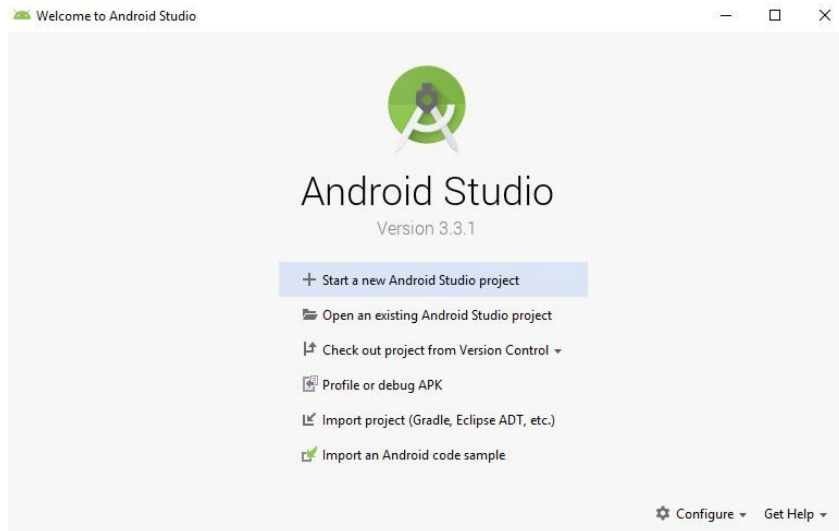 Welcome to Android Studio
Android Studio
Version 3.3.1
Start a new Android Studio project
Open an existing Android Studio project
Check out project from Version Control
Profile or debug APK
Import project (Gradle, Eclipse ADT, etc.)
Import an Android code sample
Configure Get Help